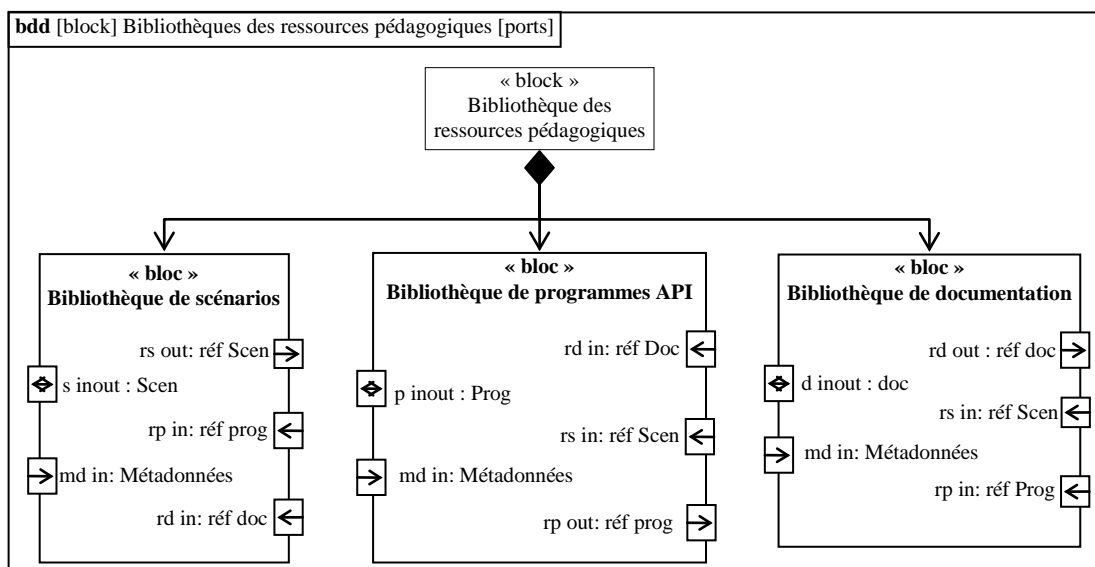 bdd [block] Bibliothèques des ressources pédagogiques [ports]
« block »
Bibliothèque des
ressources pédagogiques
« bloc »
Bibliothèque de scénarios
rs out: réf Scen
s inout : Scen
rp in: réf prog
md in: Métadonnées
rd in: réf doc
« bloc »
Bibliothèque de programmes API
rd in: réf Doc
p inout : Prog
rs in: réf Scen
md in: Métadonnées
rp out: réf prog
« bloc »
Bibliothèque de documentation
rd out : réf doc
d inout : doc
rs in: réf Scen
md in: Métadonnées
rp in: réf Prog